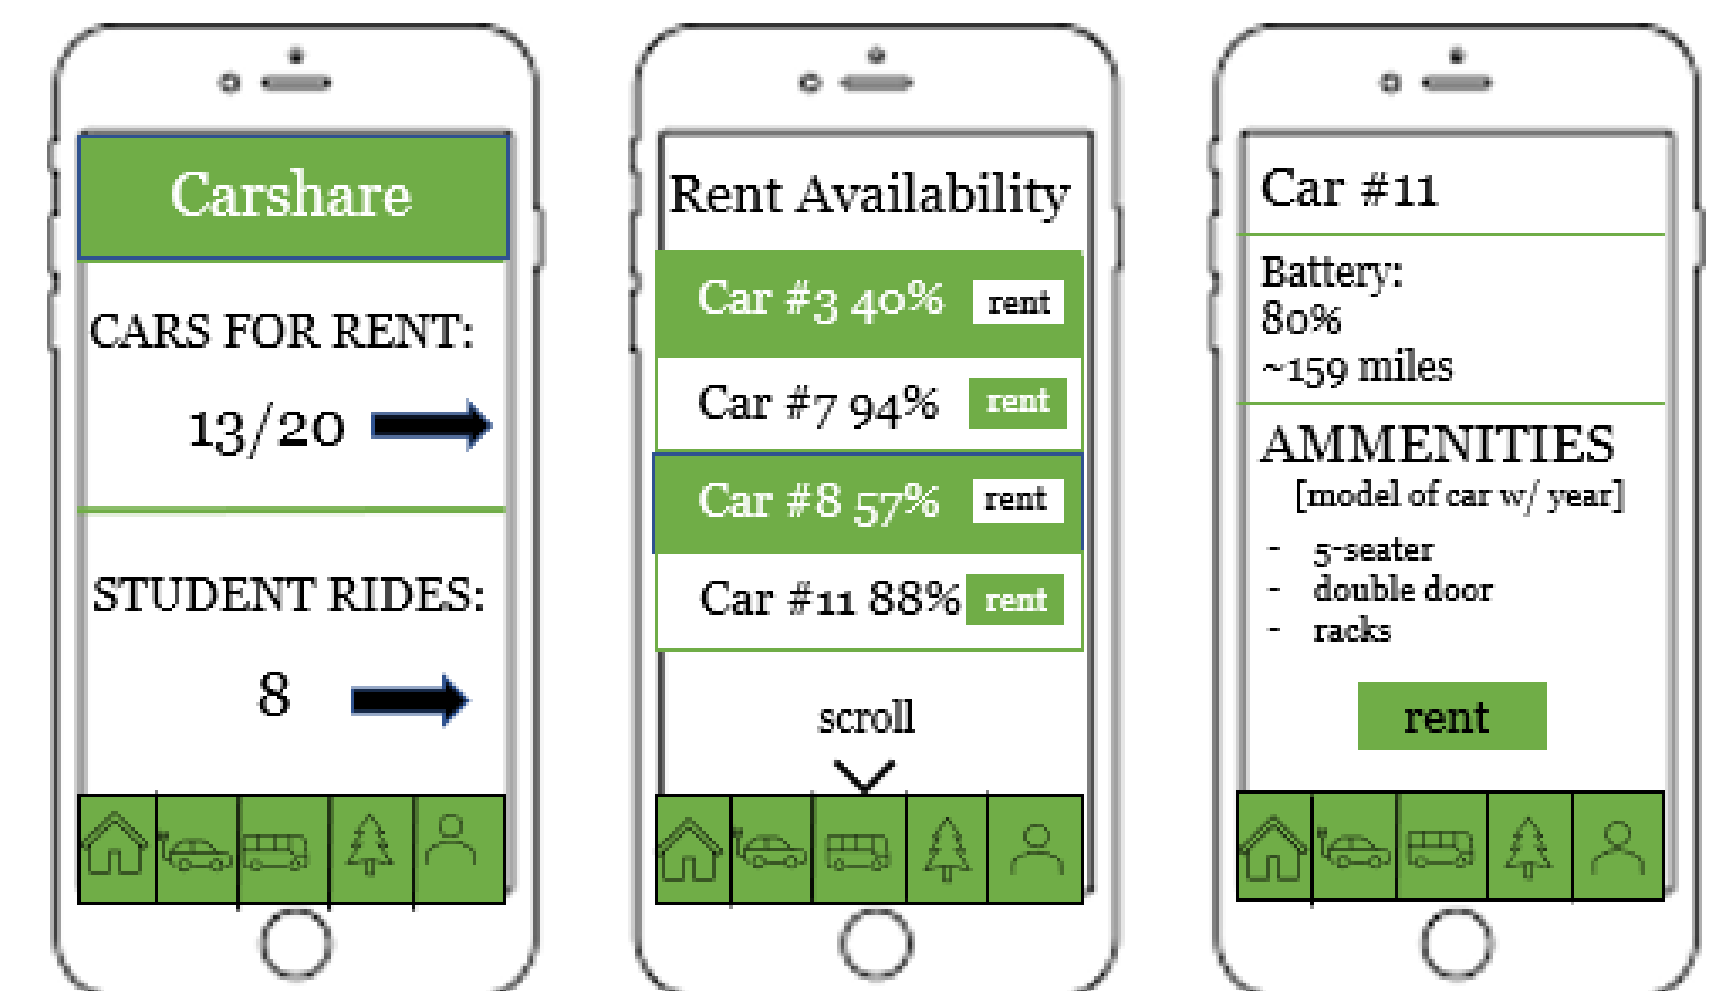 Carshare
CARS FOR RENT:
13/20
STUDENT RIDES:
8
Rent Availability
Car #3 40% rent
Car #7 94% rent
Car #8 57% rent
Car #11 88% rent
scroll
Car #11
Battery:
80%
~159 miles
AMMENITIES
[model of car w/ year]
- 5-seater
- double door
- racks
rent